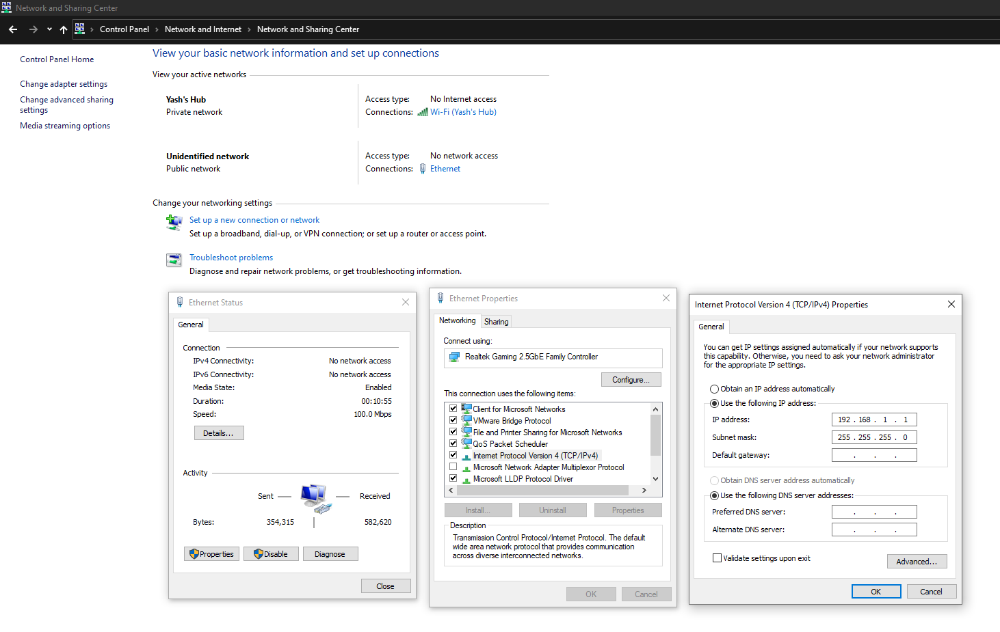 Network and Sharing Center
Control Panel > Network and Internet > Network and Sharing Center
Control Panel Home
Change adapter settings
Change advanced sharing
settings
Media streaming options
View your basic network information and set up connections
View your active networks
Yash's Hub
Private network
Access type: No Internet access
Connections: Wi-Fi (Yash's Hub)
Unidentified network
Public network
Access type: No network access
Connections: Ethernet
Change your networking settings
Set up a new connection or network
Set up a broadband, dial-up, or VPN connection; or set up a router or access point.
Troubleshoot problems
Diagnose and repair network problems, or get troubleshooting information.
Ethernet Status
General
Connection
IPv4 Connectivity: No network access
IPv6 Connectivity: No network access
Media State: Enabled
Duration: 00:10:55
Speed: 100.0 Mbps
Details...
Activity
Sent Received
Bytes: 354,315 582,620
Properties Disable Diagnose
Close
Ethernet Properties
Networking Sharing
Connect using:
Realtek Gaming 2.5GbE Family Controller
Configure...
This connection uses the following items:
Client for Microsoft Networks
VMware Bridge Protocol
File and Printer Sharing for Microsoft Networks
QoS Packet Scheduler
Internet Protocol Version 4 (TCP/IPv4)
Microsoft Network Adapter Multiplexor Protocol
Microsoft LLDP Protocol Driver
Install... Uninstall Properties
Description
Transmission Control Protocol/Internet Protocol. The default
wide area network protocol that provides communication
across diverse interconnected networks.
OK Cancel
Internet Protocol Version 4 (TCP/IPv4) Properties
General
You can get IP settings assigned automatically if your network supports
this capability. Otherwise, you need to ask your network administrator
for the appropriate IP settings.
Obtain an IP address automatically
Use the following IP address:
IP address: 192 . 168 . 1 . 1
Subnet mask: 255 . 255 . 255 . 0
Default gateway: . . .
Obtain DNS server address automatically
Use the following DNS server addresses:
Preferred DNS server: . . .
Alternate DNS server: . . .
Validate settings upon exit
Advanced...
OK Cancel